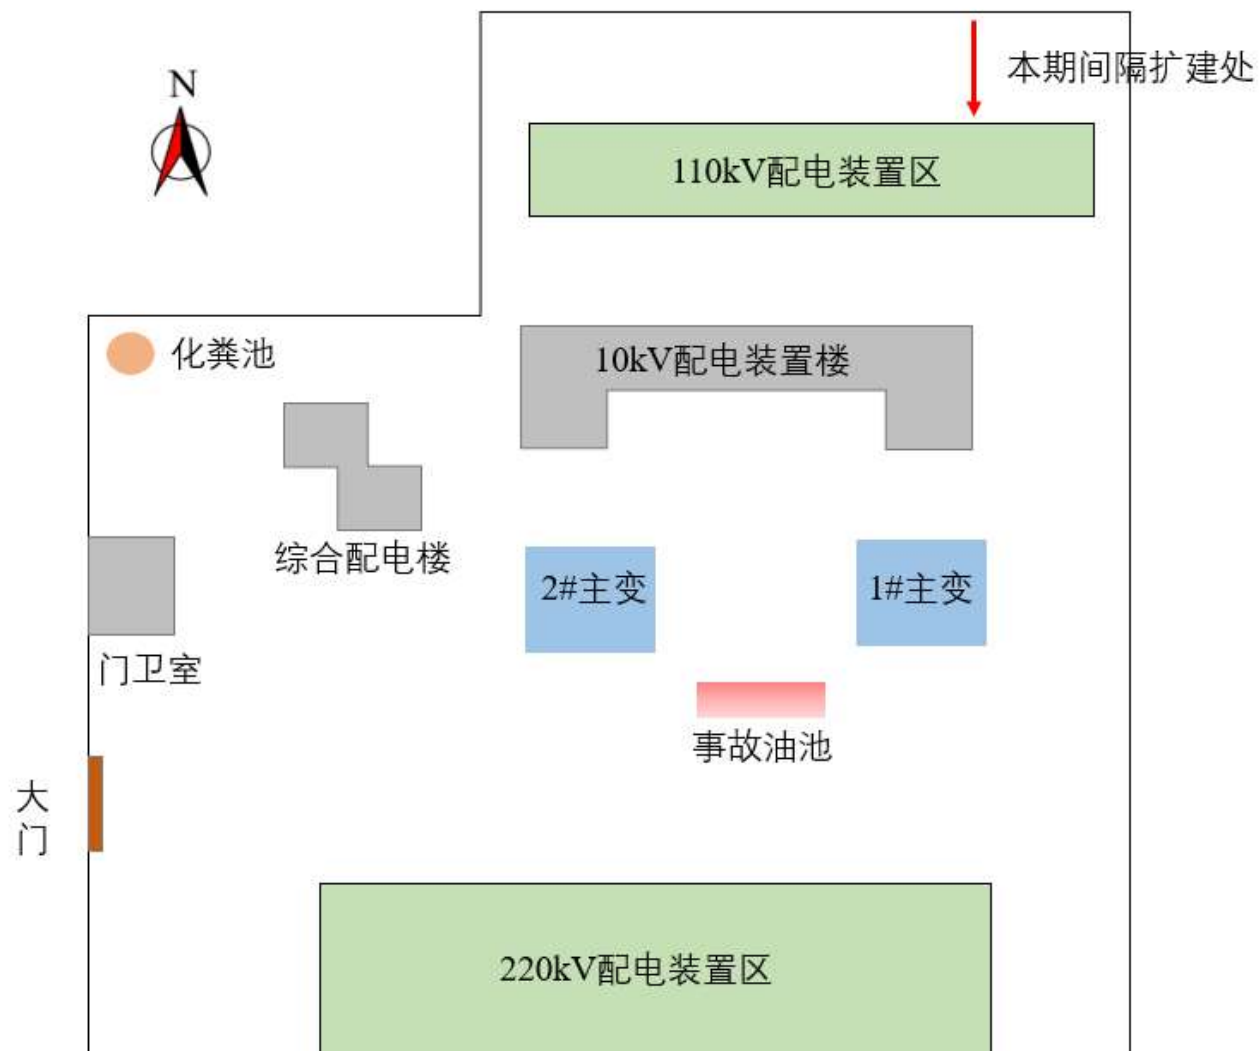 N
本期间隔扩建处
110kV配电装置区
化粪池
10kV配电装置楼
综合配电楼
2#主变
1#主变
门卫室
事故油池
大
门
220kV配电装置区